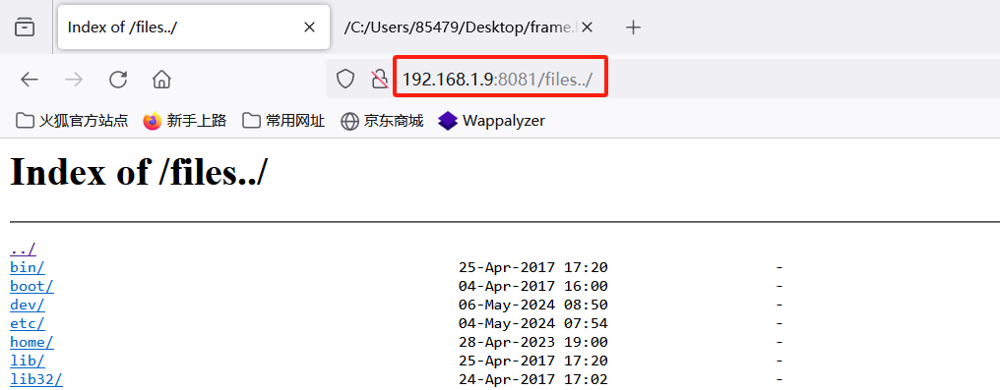 Index of /files../
/C:/Users/85479/Desktop/frame.
192.168.1.9:8081/files../
火狐官方站点 新手上路 常用网址 京东商城 Wappalyzer
Index of /files../
../
bin/ 25-Apr-2017 17:20 -
boot/ 04-Apr-2017 16:00 -
dev/ 06-May-2024 08:50 -
etc/ 04-May-2024 07:54 -
home/ 28-Apr-2023 19:00 -
lib/ 25-Apr-2017 17:20 -
lib32/ 24-Apr-2017 17:02 -